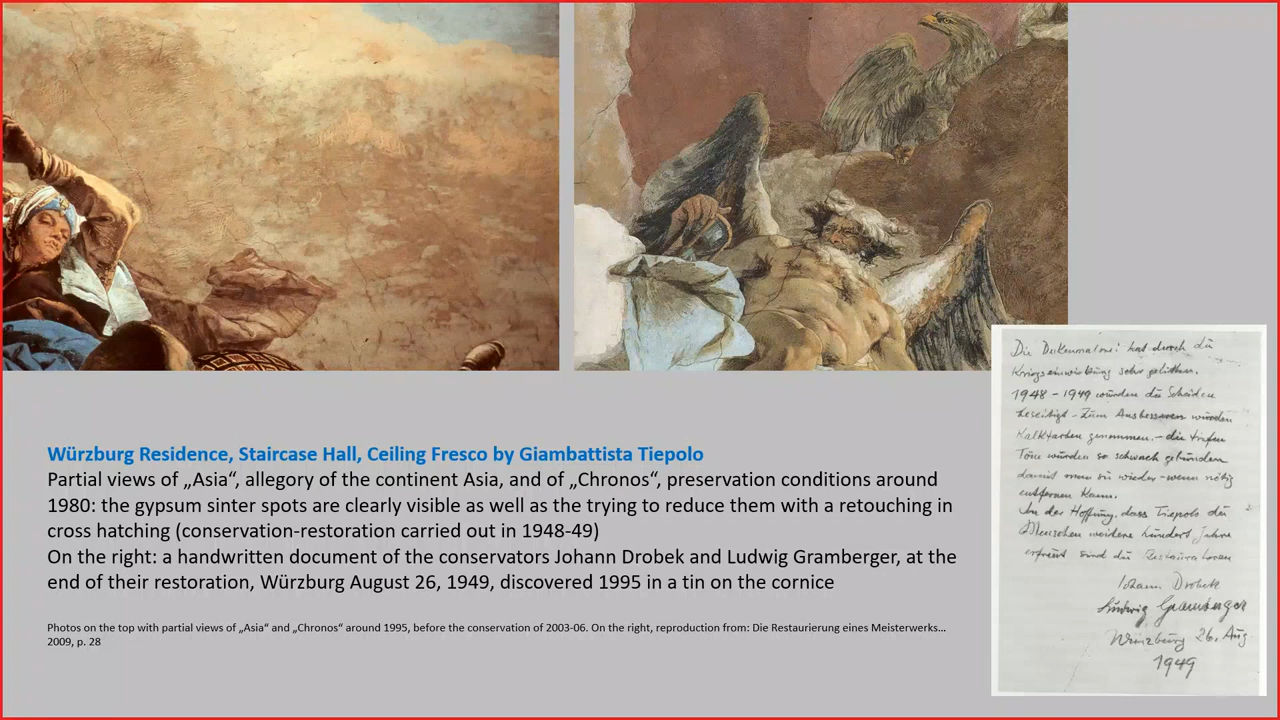 Würzburg Residence, Staircase Hall, Ceiling Fresco by Giambattista Tiepolo
Partial views of „Asia“, allegory of the continent Asia, and of „Chronos“, preservation conditions around
1980: the gypsum sinter spots are clearly visible as well as the trying to reduce them with a retouching in
cross hatching (conservation-restoration carried out in 1948-49)
On the right: a handwritten document of the conservators Johann Drobek and Ludwig Gramberger, at the
end of their restoration, Würzburg August 26, 1949, discovered 1995 in a tin on the cornice
Photos on the top with partial views of „Asia“ and „Chronos“ around 1995, before the conservation of 2003-06. On the right, reproduction from: Die Restaurierung eines Meisterwerks...
2009, p. 28
Die Deckenmalerei hat durch die
Kriegseinwirkung sehr gelitten.
1948 - 1949 wurden die Schäden
beseitigt - Zum Ausbessern wurden
Kalkfarben genommen. - die tiefen
Töne wurden so schwach gebunden
damit man sie wieder - wenn nötig
entfernen kann.
In der Hoffnung, dass Tiepolo die
Menschen weitere hundert Jahre
erfreut sind die Restauratoren
Johann Drobek
Ludwig Gramberger
Würzburg 26. Aug
1949